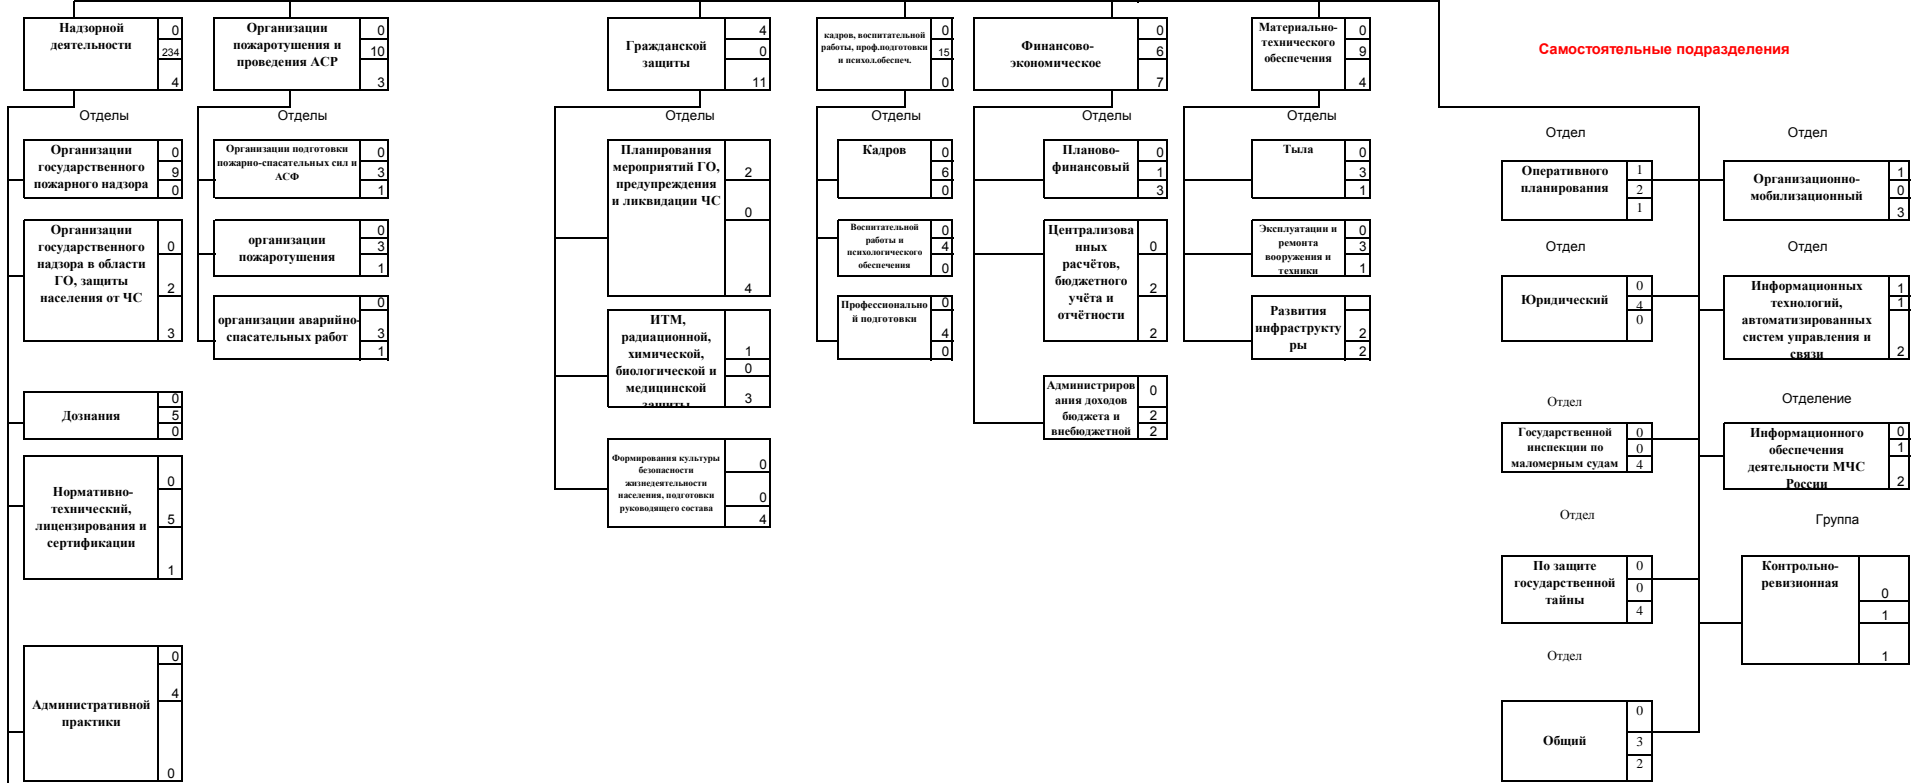 Надзорной
деятельности
0
234
4
Организации
пожаротушения и
проведения АСР
0
10
3
Гражданской
защиты
4
0
11
кадров, воспитательной
работы, проф.подготовки
и психол.обеспеч.
0
15
0
Финансово-
экономическое
0
6
7
Материально-
технического
обеспечения
0
9
4
Самостоятельные подразделения
Отделы
Организации
государственного
пожарного надзора
0
9
0
Организации
государственного
надзора в области
ГО, защиты
населения от ЧС
0
2
3
Дознания
0
5
0
Нормативно-
технический,
лицензирования и
сертификации
0
5
1
Административной
практики
0
4
0
Отделы
Организации подготовки
пожарно-спасательных сил и
АСФ
0
3
1
организации
пожаротушения
0
3
1
организации аварийно-
спасательных работ
0
3
1
Отделы
Планирования
мероприятий ГО,
предупреждения
и ликвидации ЧС
2
0
4
ИТМ,
радиационной,
химической,
биологической и
медицинской
защиты
1
0
3
Формирования культуры
безопасности
жизнедеятельности
населения, подготовки
руководящего состава
0
0
4
Отделы
Кадров
0
6
0
Воспитательной
работы и
психологического
обеспечения
0
4
0
Профессионально
й подготовки
0
4
0
Отделы
Планово-
финансовый
0
1
3
Централизова
нных
расчётов,
бюджетного
учёта и
отчётности
0
2
2
Администриров
ания доходов
бюджета и
внебюджетной
0
2
2
Отделы
Тыла
0
3
1
Эксплуатации и
ремонта
вооружения и
техники
0
3
1
Развития
инфраструкту
ры
2
2
Отдел
Оперативного
планирования
1
2
1
Отдел
Юридический
0
4
0
Отдел
Государственной
инспекции по
маломерным судам
0
0
4
Отдел
По защите
государственной
тайны
0
0
4
Отдел
Общий
0
3
2
Отдел
Организационно-
мобилизационный
1
0
3
Отдел
Информационных
технологий,
автоматизированных
систем управления и
связи
1
1
2
Отделение
Информационного
обеспечения
деятельности МЧС
России
0
1
2
Группа
Контрольно-
ревизионная
0
1
1